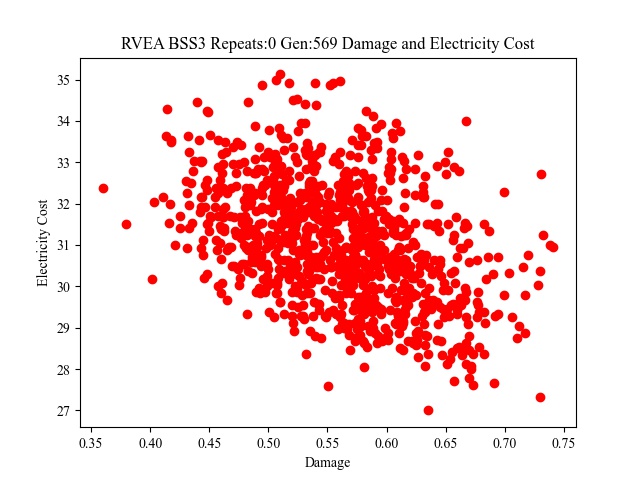 RVEA BSS3 Repeats:0 Gen:569 Damage and Electricity Cost
Electricity Cost
35
34
33
32
31
30
29
28
27
0.35 0.40 0.45 0.50 0.55 0.60 0.65 0.70 0.75
Damage